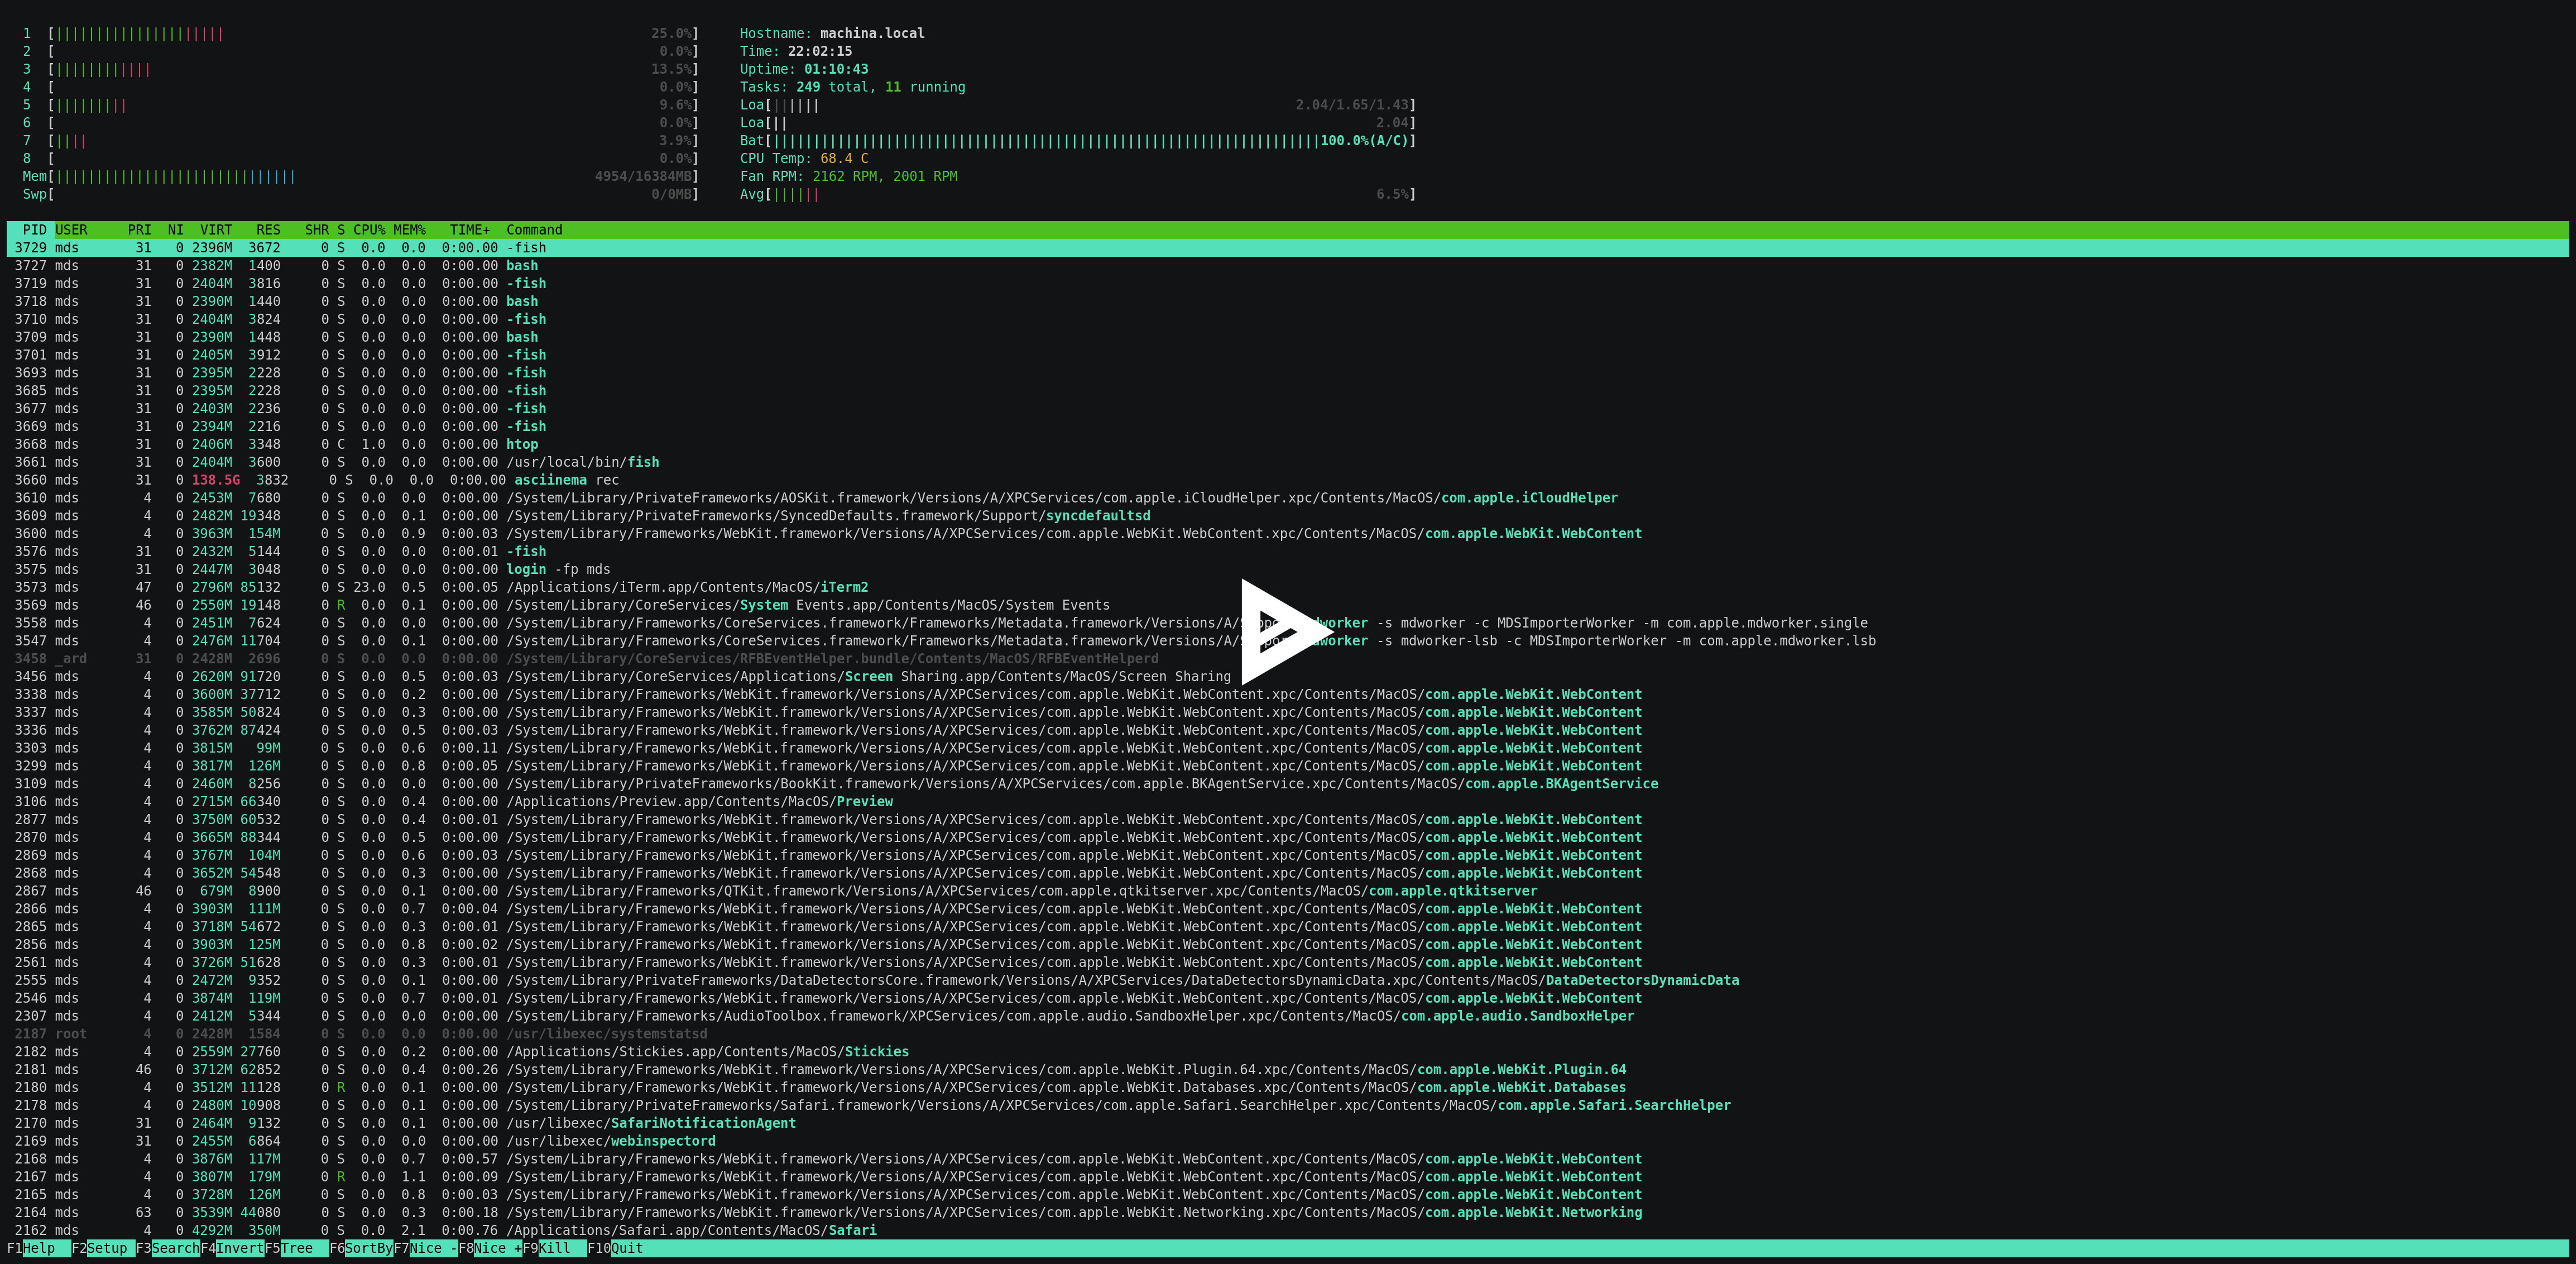 1 [||||||||||||||||||||| 25.0%] Hostname: machina.local
2 [ 0.0%] Time: 22:02:15
3 [|||||||||||| 13.5%] Uptime: 01:10:43
4 [ 0.0%] Tasks: 249 total, 11 running
5 [||||||||| 9.6%] Loa[|||||| 2.04/1.65/1.43]
6 [ 0.0%] Loa[|| 2.04]
7 [|||| 3.9%] Bat[||||||||||||||||||||||||||||||||||||||||||||||||||||||||||||||||||||100.0%(A/C)]
8 [ 0.0%] CPU Temp: 68.4 C
Mem[|||||||||||||||||||||||||||||| 4954/16384MB] Fan RPM: 2162 RPM, 2001 RPM
Swp[ 0/0MB] Avg[|||||| 6.5%]
PID USER PRI NI VIRT RES SHR S CPU% MEM% TIME+ Command
3729 mds 31 0 2396M 3672 0 S 0.0 0.0 0:00.00 -fish
3727 mds 31 0 2382M 1400 0 S 0.0 0.0 0:00.00 bash
3719 mds 31 0 2404M 3816 0 S 0.0 0.0 0:00.00 -fish
3718 mds 31 0 2390M 1440 0 S 0.0 0.0 0:00.00 bash
3710 mds 31 0 2404M 3824 0 S 0.0 0.0 0:00.00 -fish
3709 mds 31 0 2390M 1448 0 S 0.0 0.0 0:00.00 bash
3701 mds 31 0 2405M 3912 0 S 0.0 0.0 0:00.00 -fish
3693 mds 31 0 2395M 2228 0 S 0.0 0.0 0:00.00 -fish
3685 mds 31 0 2395M 2228 0 S 0.0 0.0 0:00.00 -fish
3677 mds 31 0 2403M 2236 0 S 0.0 0.0 0:00.00 -fish
3669 mds 31 0 2394M 2216 0 S 0.0 0.0 0:00.00 -fish
3668 mds 31 0 2406M 3348 0 C 1.0 0.0 0:00.00 htop
3661 mds 31 0 2404M 3600 0 S 0.0 0.0 0:00.00 /usr/local/bin/fish
3660 mds 31 0 138.5G 3832 0 S 0.0 0.0 0:00.00 asciinema rec
3610 mds 4 0 2453M 7680 0 S 0.0 0.0 0:00.00 /System/Library/PrivateFrameworks/AOSKit.framework/Versions/A/XPCServices/com.apple.iCloudHelper.xpc/Contents/MacOS/com.apple.iCloudHelper
3609 mds 4 0 2482M 19348 0 S 0.0 0.1 0:00.00 /System/Library/PrivateFrameworks/SyncedDefaults.framework/Support/syncdefaultsd
3600 mds 4 0 3963M 154M 0 S 0.0 0.9 0:00.03 /System/Library/Frameworks/WebKit.framework/Versions/A/XPCServices/com.apple.WebKit.WebContent.xpc/Contents/MacOS/com.apple.WebKit.WebContent
3576 mds 31 0 2432M 5144 0 S 0.0 0.0 0:00.01 -fish
3575 mds 31 0 2447M 3048 0 S 0.0 0.0 0:00.00 login -fp mds
3573 mds 47 0 2796M 85132 0 S 23.0 0.5 0:00.05 /Applications/iTerm.app/Contents/MacOS/iTerm2
3569 mds 46 0 2550M 19148 0 R 0.0 0.1 0:00.00 /System/Library/CoreServices/System Events.app/Contents/MacOS/System Events
3558 mds 4 0 2451M 7624 0 S 0.0 0.0 0:00.00 /System/Library/Frameworks/CoreServices.framework/Frameworks/Metadata.framework/Versions/A/ -s mdworker -c MDSImporterWorker -m com.apple.mdworker.single
3547 mds 4 0 2476M 11704 0 S 0.0 0.1 0:00.00 /System/Library/Frameworks/CoreServices.framework/Frameworks/Metadata.framework/Versions/A/ -s mdworker-lsb -c MDSImporterWorker -m com.apple.mdworker.lsb
3458 _ard 31 0 2428M 2696 0 S 0.0 0.0 0:00.00 /System/Library/CoreServices/RFBEventHelper.bundle/Contents/MacOS/RFBEventHelperd
3456 mds 4 0 2620M 91720 0 S 0.0 0.5 0:00.03 /System/Library/CoreServices/Applications/Screen Sharing.app/Contents/MacOS/Screen Sharing
3338 mds 4 0 3600M 37712 0 S 0.0 0.2 0:00.00 /System/Library/Frameworks/WebKit.framework/Versions/A/XPCServices/com.apple.WebKit.WebContent.xpc/Contents/MacOS/com.apple.WebKit.WebContent
3337 mds 4 0 3585M 50824 0 S 0.0 0.3 0:00.00 /System/Library/Frameworks/WebKit.framework/Versions/A/XPCServices/com.apple.WebKit.WebContent.xpc/Contents/MacOS/com.apple.WebKit.WebContent
3336 mds 4 0 3762M 87424 0 S 0.0 0.5 0:00.03 /System/Library/Frameworks/WebKit.framework/Versions/A/XPCServices/com.apple.WebKit.WebContent.xpc/Contents/MacOS/com.apple.WebKit.WebContent
3303 mds 4 0 3815M 99M 0 S 0.0 0.6 0:00.11 /System/Library/Frameworks/WebKit.framework/Versions/A/XPCServices/com.apple.WebKit.WebContent.xpc/Contents/MacOS/com.apple.WebKit.WebContent
3299 mds 4 0 3817M 126M 0 S 0.0 0.8 0:00.05 /System/Library/Frameworks/WebKit.framework/Versions/A/XPCServices/com.apple.WebKit.WebContent.xpc/Contents/MacOS/com.apple.WebKit.WebContent
3109 mds 4 0 2460M 8256 0 S 0.0 0.0 0:00.00 /System/Library/PrivateFrameworks/BookKit.framework/Versions/A/XPCServices/com.apple.BKAgentService.xpc/Contents/MacOS/com.apple.BKAgentService
3106 mds 4 0 2715M 66340 0 S 0.0 0.4 0:00.00 /Applications/Preview.app/Contents/MacOS/Preview
2877 mds 4 0 3750M 60532 0 S 0.0 0.4 0:00.01 /System/Library/Frameworks/WebKit.framework/Versions/A/XPCServices/com.apple.WebKit.WebContent.xpc/Contents/MacOS/com.apple.WebKit.WebContent
2870 mds 4 0 3665M 88344 0 S 0.0 0.5 0:00.00 /System/Library/Frameworks/WebKit.framework/Versions/A/XPCServices/com.apple.WebKit.WebContent.xpc/Contents/MacOS/com.apple.WebKit.WebContent
2869 mds 4 0 3767M 104M 0 S 0.0 0.6 0:00.03 /System/Library/Frameworks/WebKit.framework/Versions/A/XPCServices/com.apple.WebKit.WebContent.xpc/Contents/MacOS/com.apple.WebKit.WebContent
2868 mds 4 0 3652M 54548 0 S 0.0 0.3 0:00.00 /System/Library/Frameworks/WebKit.framework/Versions/A/XPCServices/com.apple.WebKit.WebContent.xpc/Contents/MacOS/com.apple.WebKit.WebContent
2867 mds 46 0 679M 8900 0 S 0.0 0.1 0:00.00 /System/Library/Frameworks/QTKit.framework/Versions/A/XPCServices/com.apple.qtkitserver.xpc/Contents/MacOS/com.apple.qtkitserver
2866 mds 4 0 3903M 111M 0 S 0.0 0.7 0:00.04 /System/Library/Frameworks/WebKit.framework/Versions/A/XPCServices/com.apple.WebKit.WebContent.xpc/Contents/MacOS/com.apple.WebKit.WebContent
2865 mds 4 0 3718M 54672 0 S 0.0 0.3 0:00.01 /System/Library/Frameworks/WebKit.framework/Versions/A/XPCServices/com.apple.WebKit.WebContent.xpc/Contents/MacOS/com.apple.WebKit.WebContent
2856 mds 4 0 3903M 125M 0 S 0.0 0.8 0:00.02 /System/Library/Frameworks/WebKit.framework/Versions/A/XPCServices/com.apple.WebKit.WebContent.xpc/Contents/MacOS/com.apple.WebKit.WebContent
2561 mds 4 0 3726M 51628 0 S 0.0 0.3 0:00.01 /System/Library/Frameworks/WebKit.framework/Versions/A/XPCServices/com.apple.WebKit.WebContent.xpc/Contents/MacOS/com.apple.WebKit.WebContent
2555 mds 4 0 2472M 9352 0 S 0.0 0.1 0:00.00 /System/Library/PrivateFrameworks/DataDetectorsCore.framework/Versions/A/XPCServices/DataDetectorsDynamicData.xpc/Contents/MacOS/DataDetectorsDynamicData
2546 mds 4 0 3874M 119M 0 S 0.0 0.7 0:00.01 /System/Library/Frameworks/WebKit.framework/Versions/A/XPCServices/com.apple.WebKit.WebContent.xpc/Contents/MacOS/com.apple.WebKit.WebContent
2307 mds 4 0 2412M 5344 0 S 0.0 0.0 0:00.00 /System/Library/Frameworks/AudioToolbox.framework/XPCServices/com.apple.audio.SandboxHelper.xpc/Contents/MacOS/com.apple.audio.SandboxHelper
2187 root 4 0 2428M 1584 0 S 0.0 0.0 0:00.00 /usr/libexec/systemstatsd
2182 mds 4 0 2559M 27760 0 S 0.0 0.2 0:00.00 /Applications/Stickies.app/Contents/MacOS/Stickies
2181 mds 46 0 3712M 62852 0 S 0.0 0.4 0:00.26 /System/Library/Frameworks/WebKit.framework/Versions/A/XPCServices/com.apple.WebKit.Plugin.64.xpc/Contents/MacOS/com.apple.WebKit.Plugin.64
2180 mds 4 0 3512M 11128 0 R 0.0 0.1 0:00.00 /System/Library/Frameworks/WebKit.framework/Versions/A/XPCServices/com.apple.WebKit.Databases.xpc/Contents/MacOS/com.apple.WebKit.Databases
2178 mds 4 0 2480M 10908 0 S 0.0 0.1 0:00.00 /System/Library/PrivateFrameworks/Safari.framework/Versions/A/XPCServices/com.apple.Safari.SearchHelper.xpc/Contents/MacOS/com.apple.Safari.SearchHelper
2170 mds 31 0 2464M 9132 0 S 0.0 0.1 0:00.00 /usr/libexec/SafariNotificationAgent
2169 mds 31 0 2455M 6864 0 S 0.0 0.0 0:00.00 /usr/libexec/webinspectord
2168 mds 4 0 3876M 117M 0 S 0.0 0.7 0:00.57 /System/Library/Frameworks/WebKit.framework/Versions/A/XPCServices/com.apple.WebKit.WebContent.xpc/Contents/MacOS/com.apple.WebKit.WebContent
2167 mds 4 0 3807M 179M 0 R 0.0 1.1 0:00.09 /System/Library/Frameworks/WebKit.framework/Versions/A/XPCServices/com.apple.WebKit.WebContent.xpc/Contents/MacOS/com.apple.WebKit.WebContent
2165 mds 4 0 3728M 126M 0 S 0.0 0.8 0:00.03 /System/Library/Frameworks/WebKit.framework/Versions/A/XPCServices/com.apple.WebKit.WebContent.xpc/Contents/MacOS/com.apple.WebKit.WebContent
2164 mds 63 0 3539M 44080 0 S 0.0 0.3 0:00.18 /System/Library/Frameworks/WebKit.framework/Versions/A/XPCServices/com.apple.WebKit.Networking.xpc/Contents/MacOS/com.apple.WebKit.Networking
2162 mds 4 0 4292M 350M 0 S 0.0 2.1 0:00.76 /Applications/Safari.app/Contents/MacOS/Safari
F1Help F2Setup F3SearchF4InvertF5Tree F6SortByF7Nice -F8Nice +F9Kill F10Quit